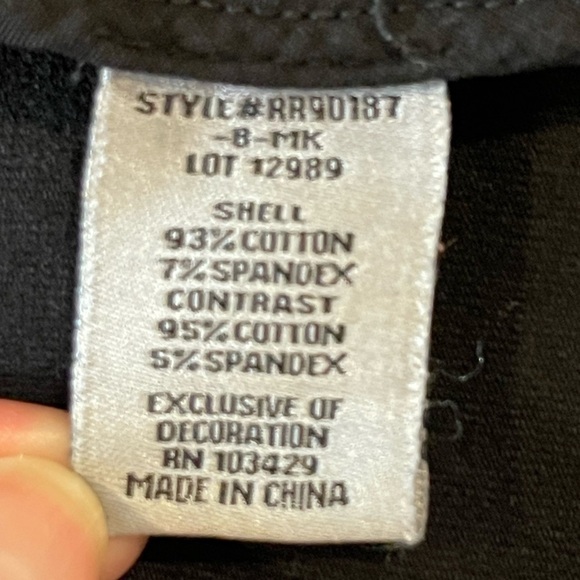 STYLE#RR90187
-B-MK
LOT 12989
SHELL
93%COTTON
7%SPANDEX
CONTRAST
95%COTTON
5%SPANDEX
EXCLUSIVE OF
DECORATION
RN 103429
MADE IN CHINA